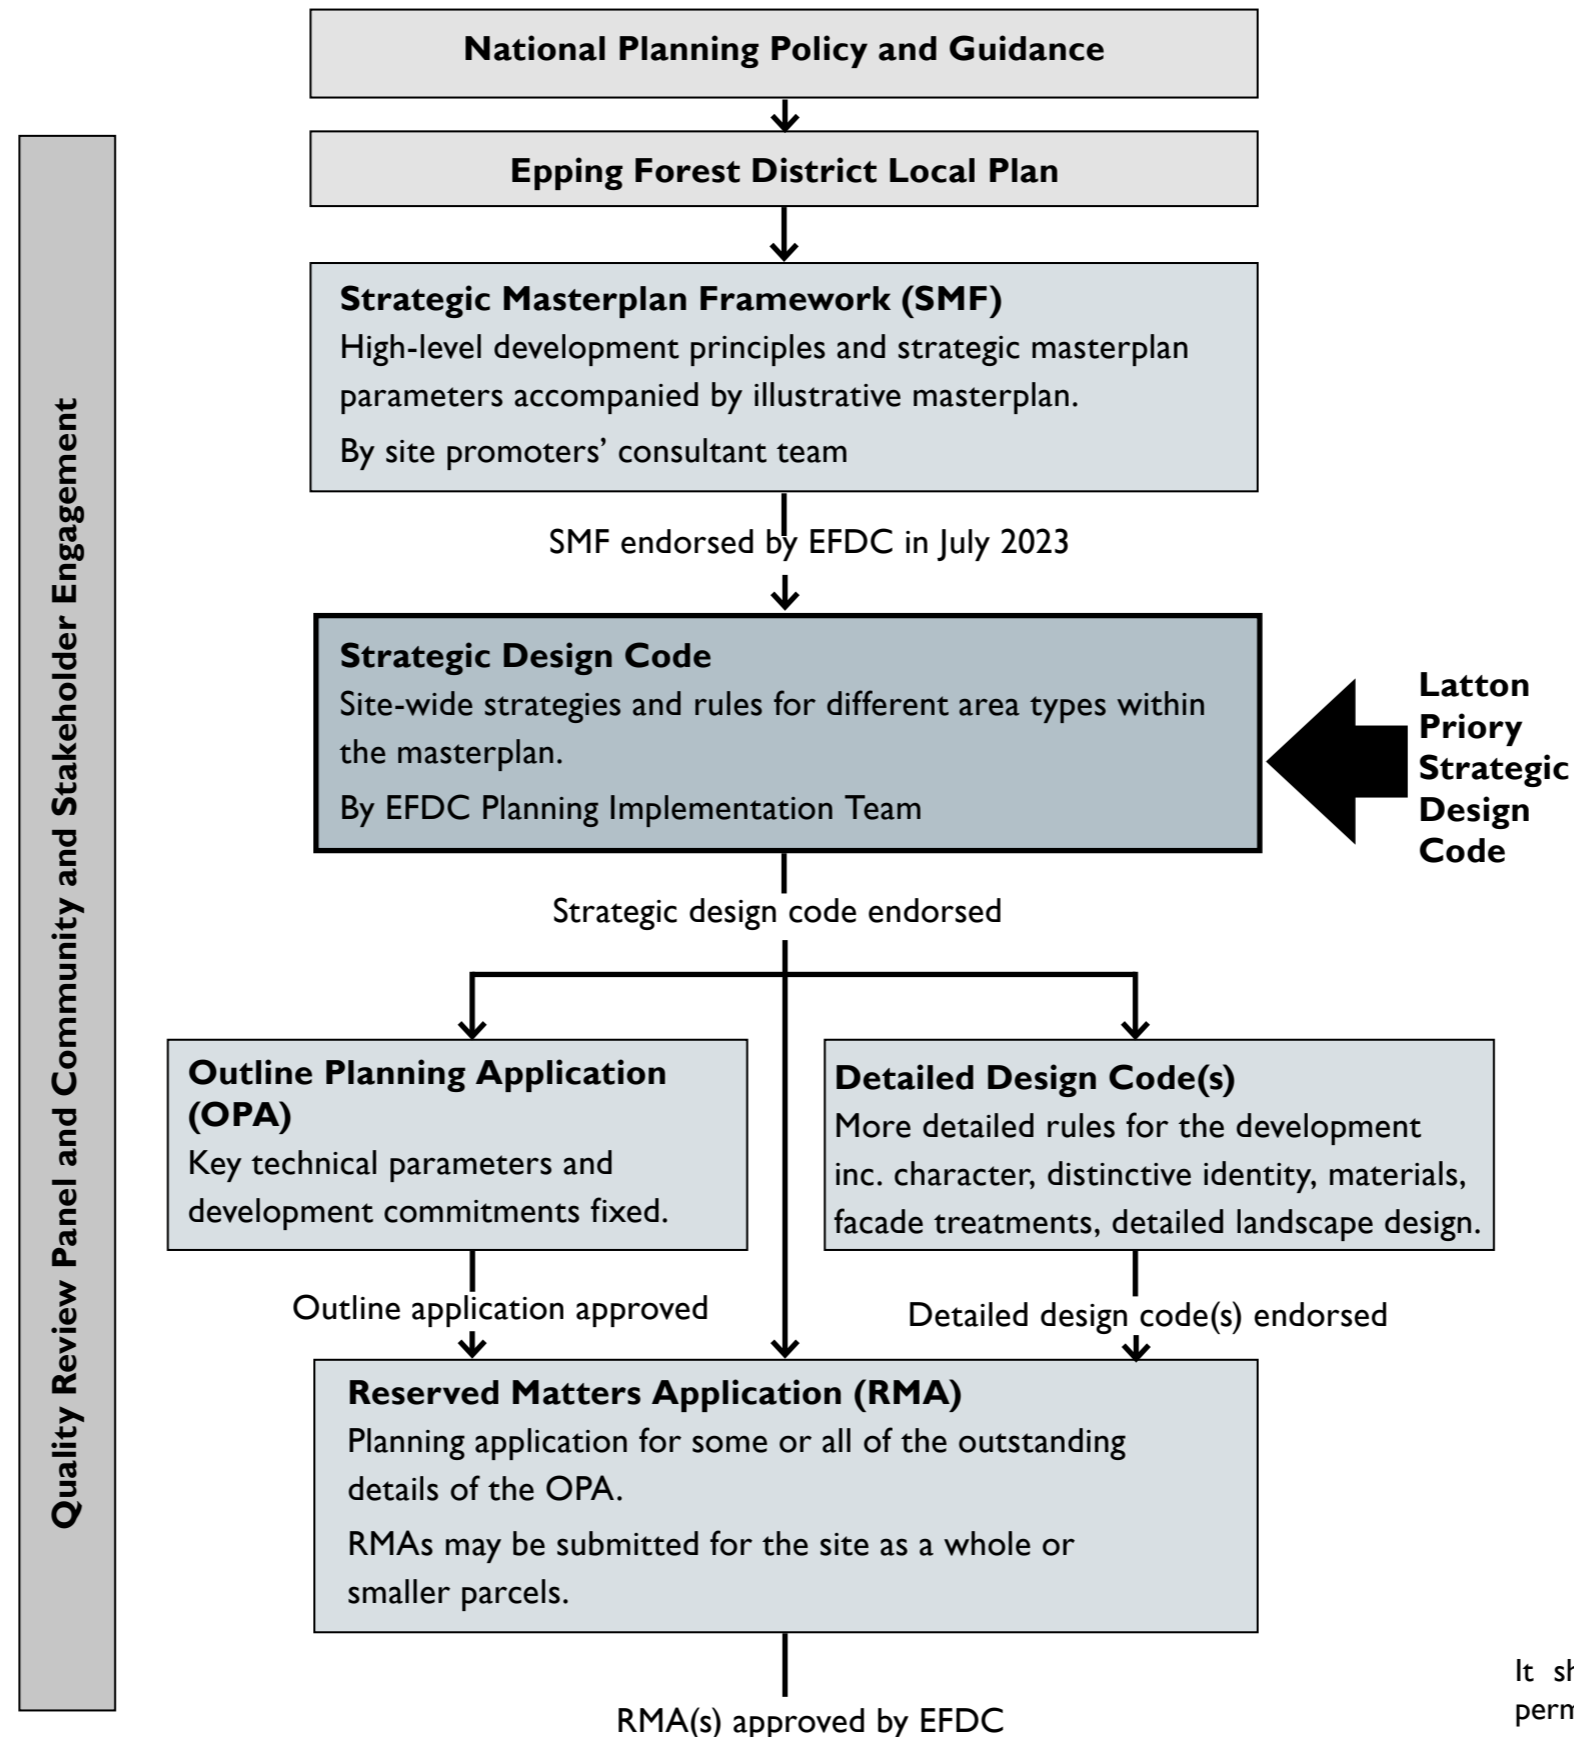 National Planning Policy and Guidance
Epping Forest District Local Plan
Quality Review Panel and Community and Stakeholder Engagement
Strategic Masterplan Framework (SMF)
High-level development principles and strategic masterplan
parameters accompanied by illustrative masterplan.
By site promoters’ consultant team
SMF endorsed by EFDC in July 2023
Strategic Design Code
Site-wide strategies and rules for different area types within
the masterplan.
By EFDC Planning Implementation Team
Latton
Priory
Strategic
Design
Code
Strategic design code endorsed
Outline Planning Application
(OPA)
Key technical parameters and
development commitments fixed.
Detailed Design Code(s)
More detailed rules for the development
inc. character, distinctive identity, materials,
facade treatments, detailed landscape design.
Outline application approved
Detailed design code(s) endorsed
Reserved Matters Application (RMA)
Planning application for some or all of the outstanding
details of the OPA.
RMAs may be submitted for the site as a whole or
smaller parcels.
RMA(s) approved by EFDC
It